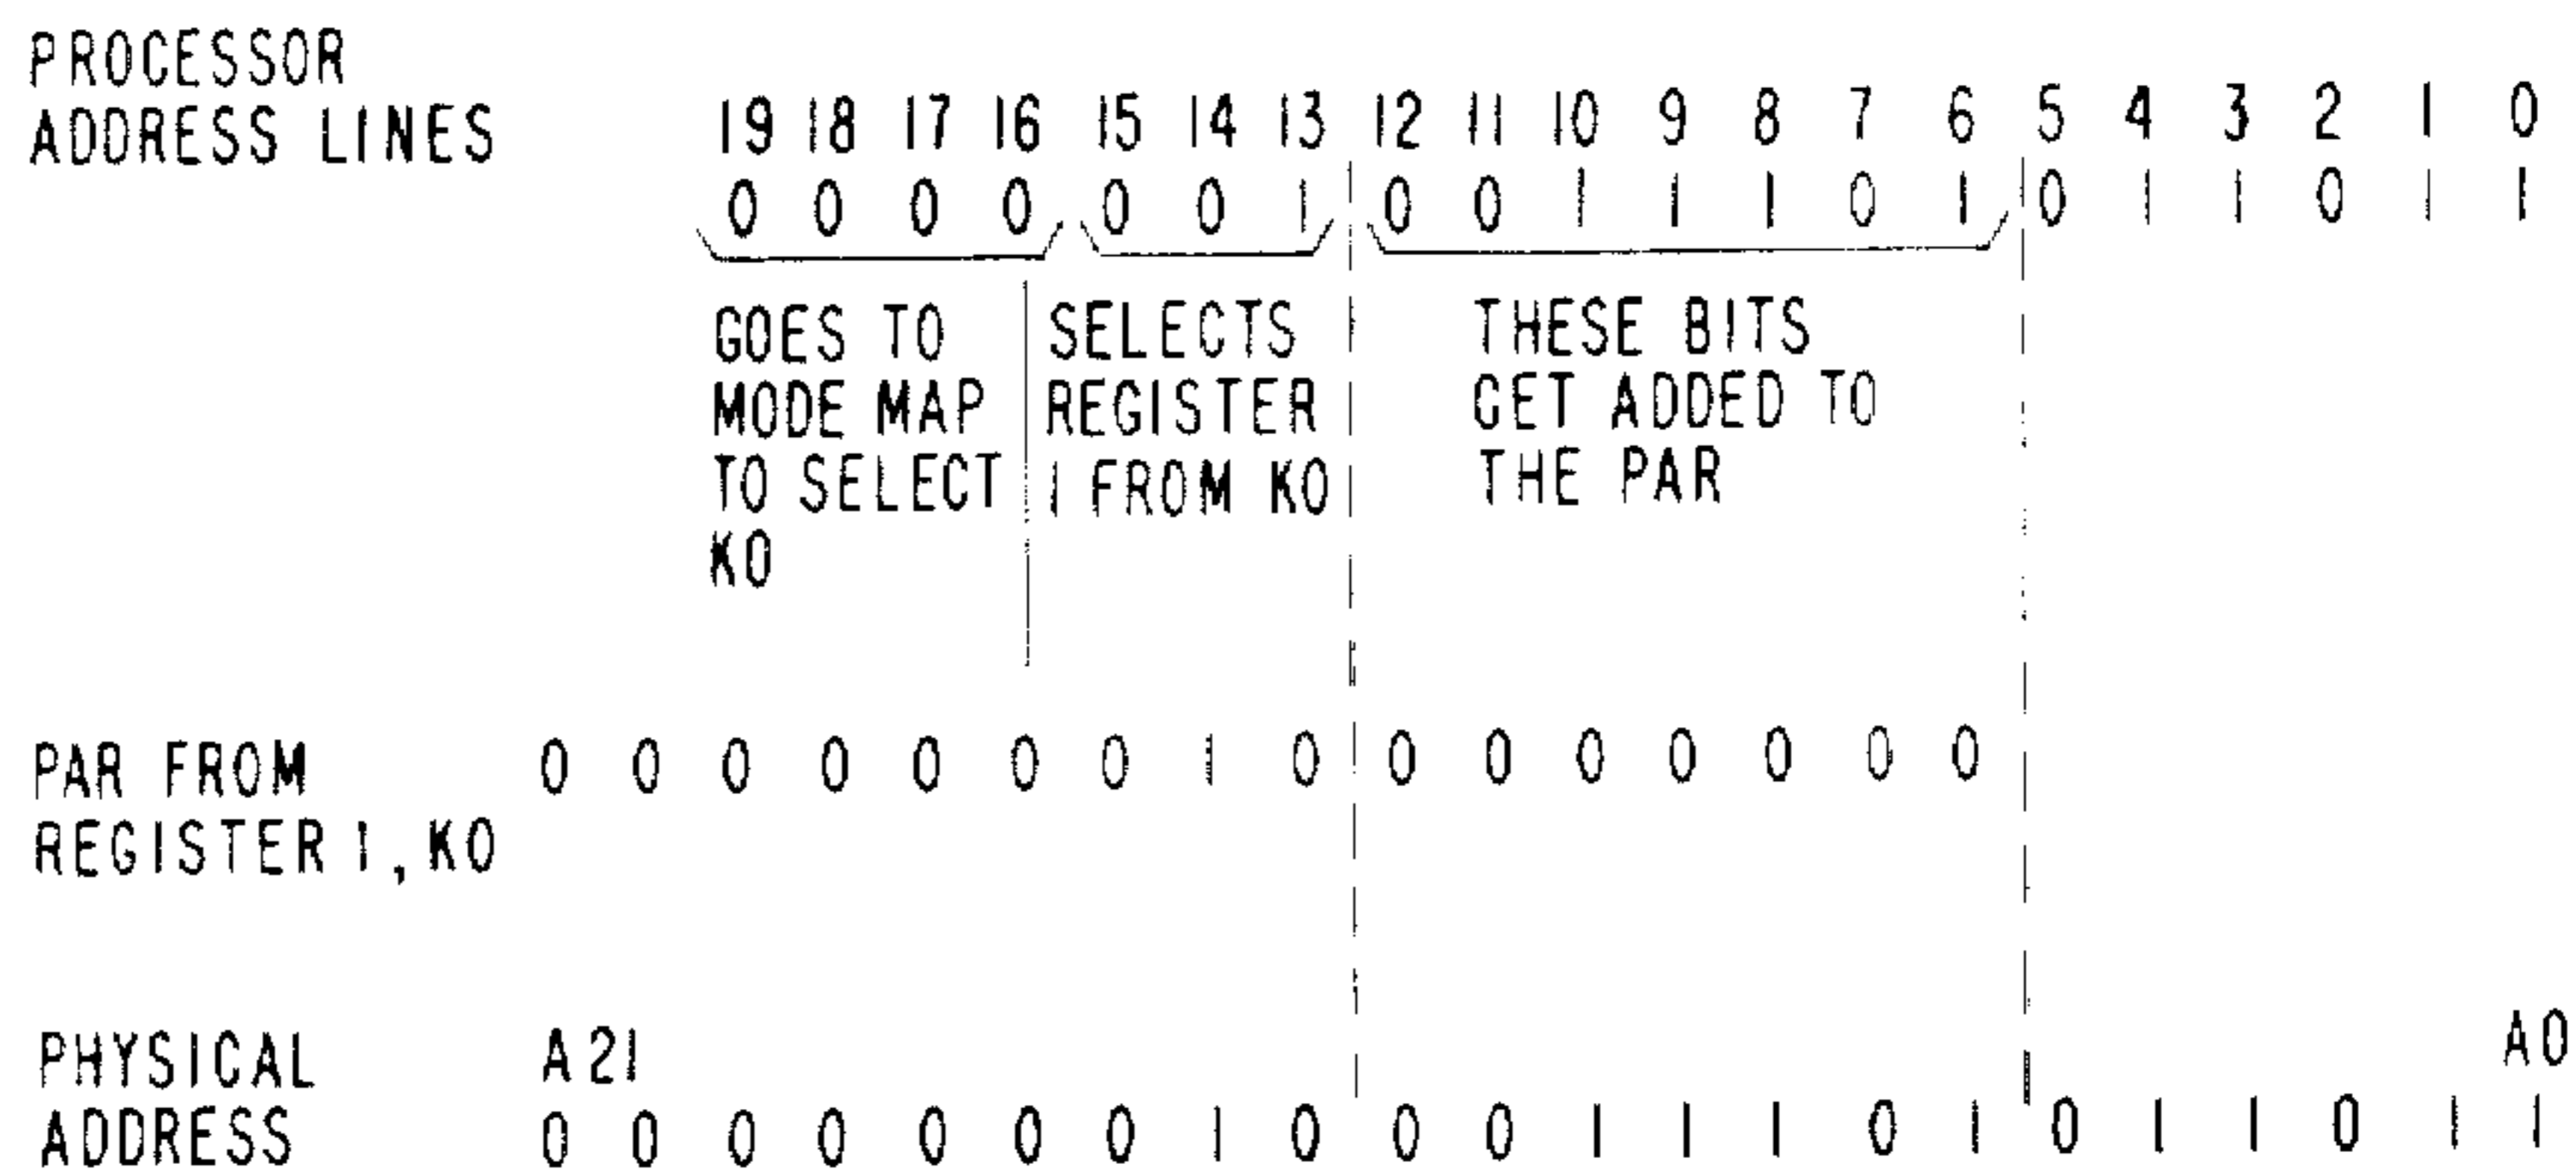 PROCESSOR
ADDRESS LINES 19 18 17 16 15 14 13 12 11 10 9 8 7 6 5 4 3 2 1 0
0 0 0 0 0 0 1 0 0 1 1 1 0 1 0 1 1 0 1 1
GOES TO
MODE MAP
TO SELECT
K0
SELECTS
REGISTER
1 FROM K0
THESE BITS
GET ADDED TO
THE PAR
PAR FROM 0 0 0 0 0 0 0 1 0 0 0 0 0 0 0 0
REGISTER 1, K0
PHYSICAL A21 A0
ADDRESS 0 0 0 0 0 0 0 1 0 0 0 1 1 1 0 1 0 1 1 0 1 1